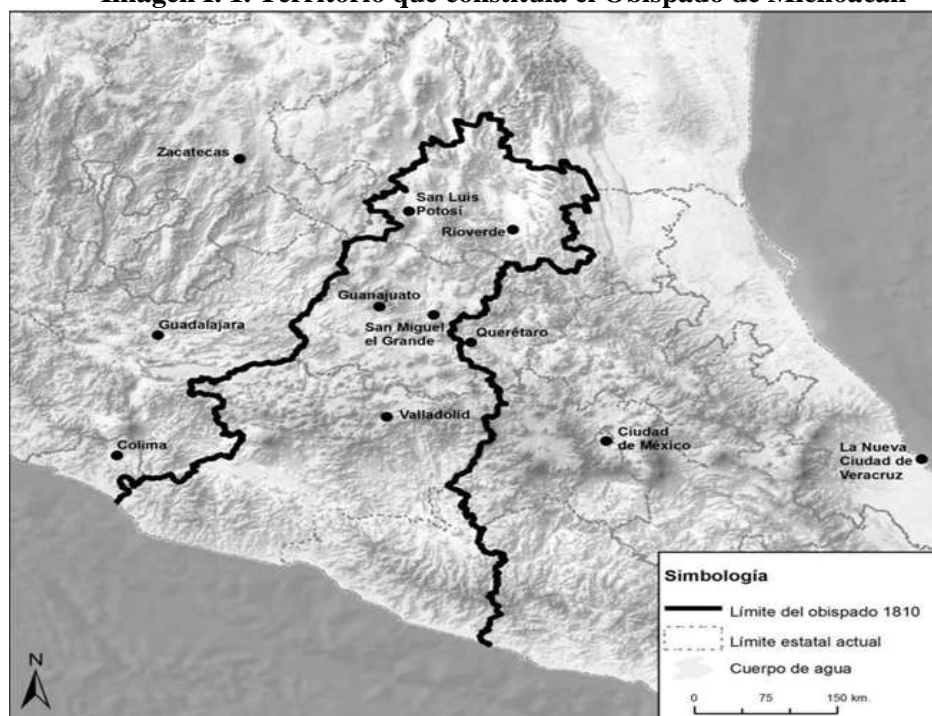 Imagen I. 1. Territorio que constituía el Obispado de Michoacán
Zacatecas
San Luis
Potosí
Rioverde
Guanajuato
San Miguel
el Grande
Querétaro
Guadalajara
Valladolid
Colima
Ciudad
de México
La Nueva
Ciudad de
Veracruz
Simbología
Límite del obispado 1810
Límite estatal actual
Cuerpo de agua
N
0 75 150 km.